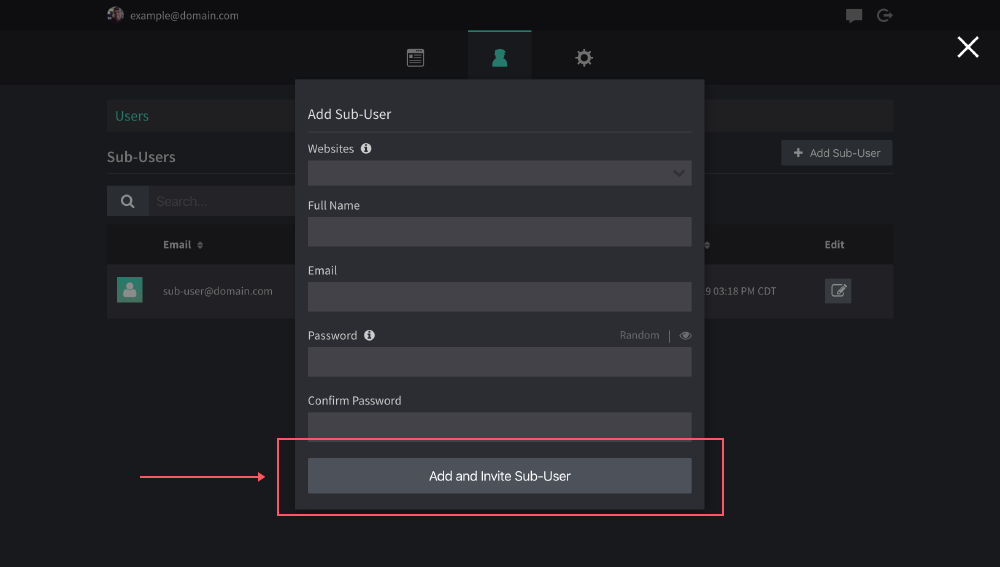 example@domain.com
Users
Sub-Users
Add Sub-User
Search...
Email
Edit
sub-user@domain.com
9 03:18 PM CDT
Add Sub-User
Websites
Full Name
Email
Password
Random |
Confirm Password
Add and Invite Sub-User